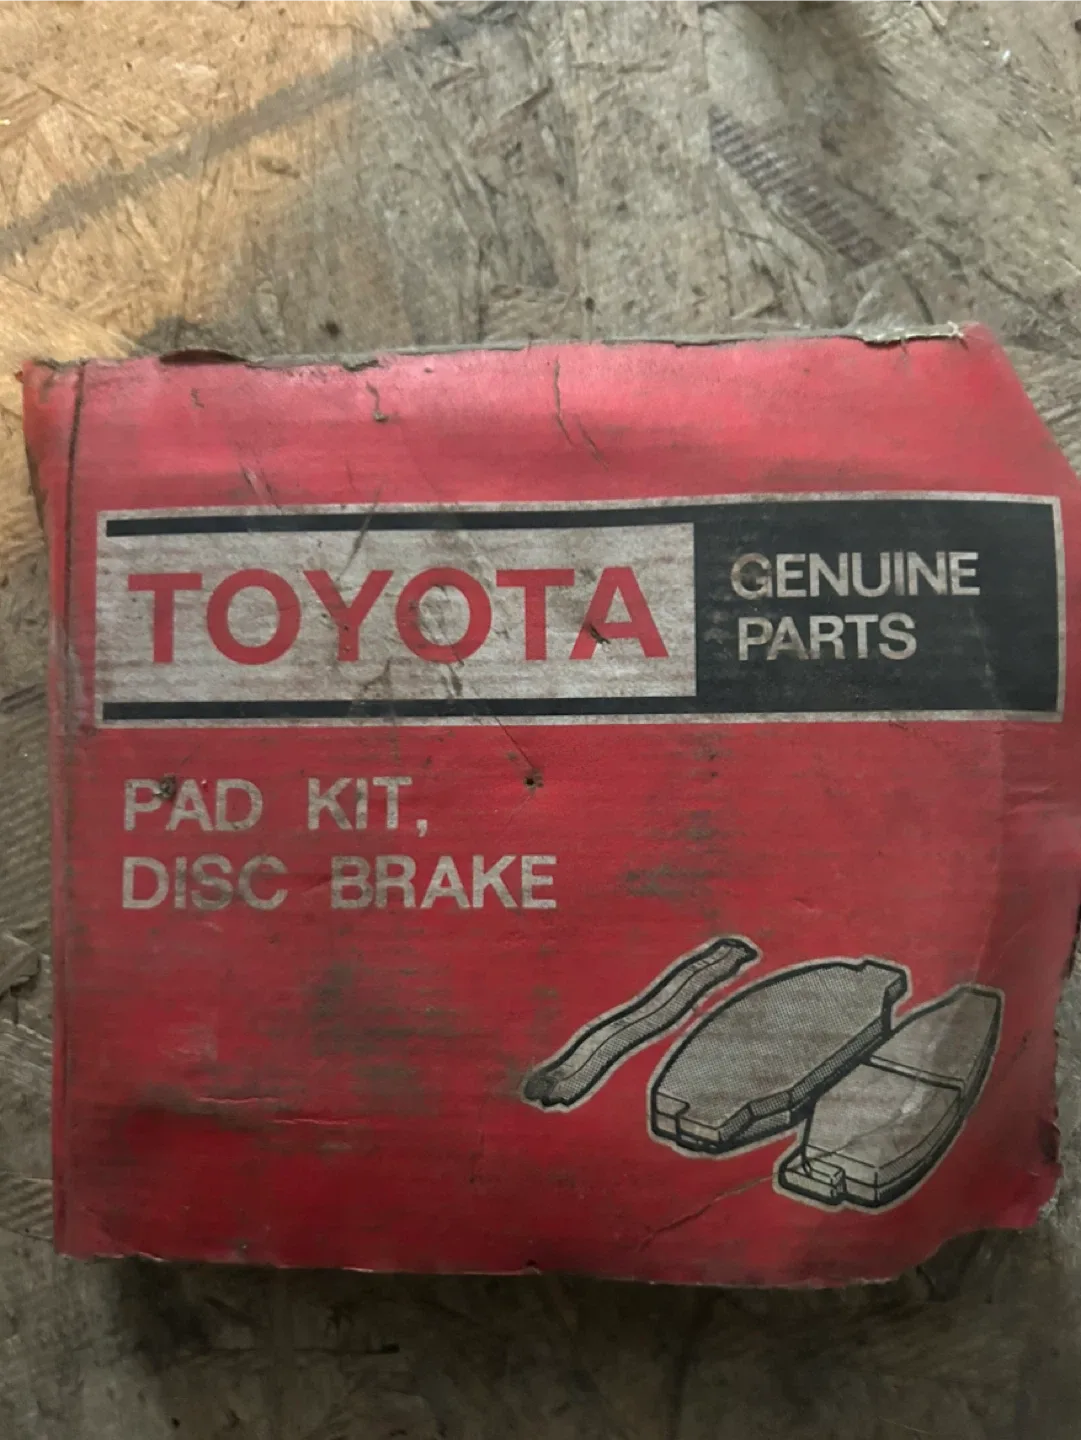 TOYOTA
GENUINE
PARTS
PAD KIT,
DISC BRAKE